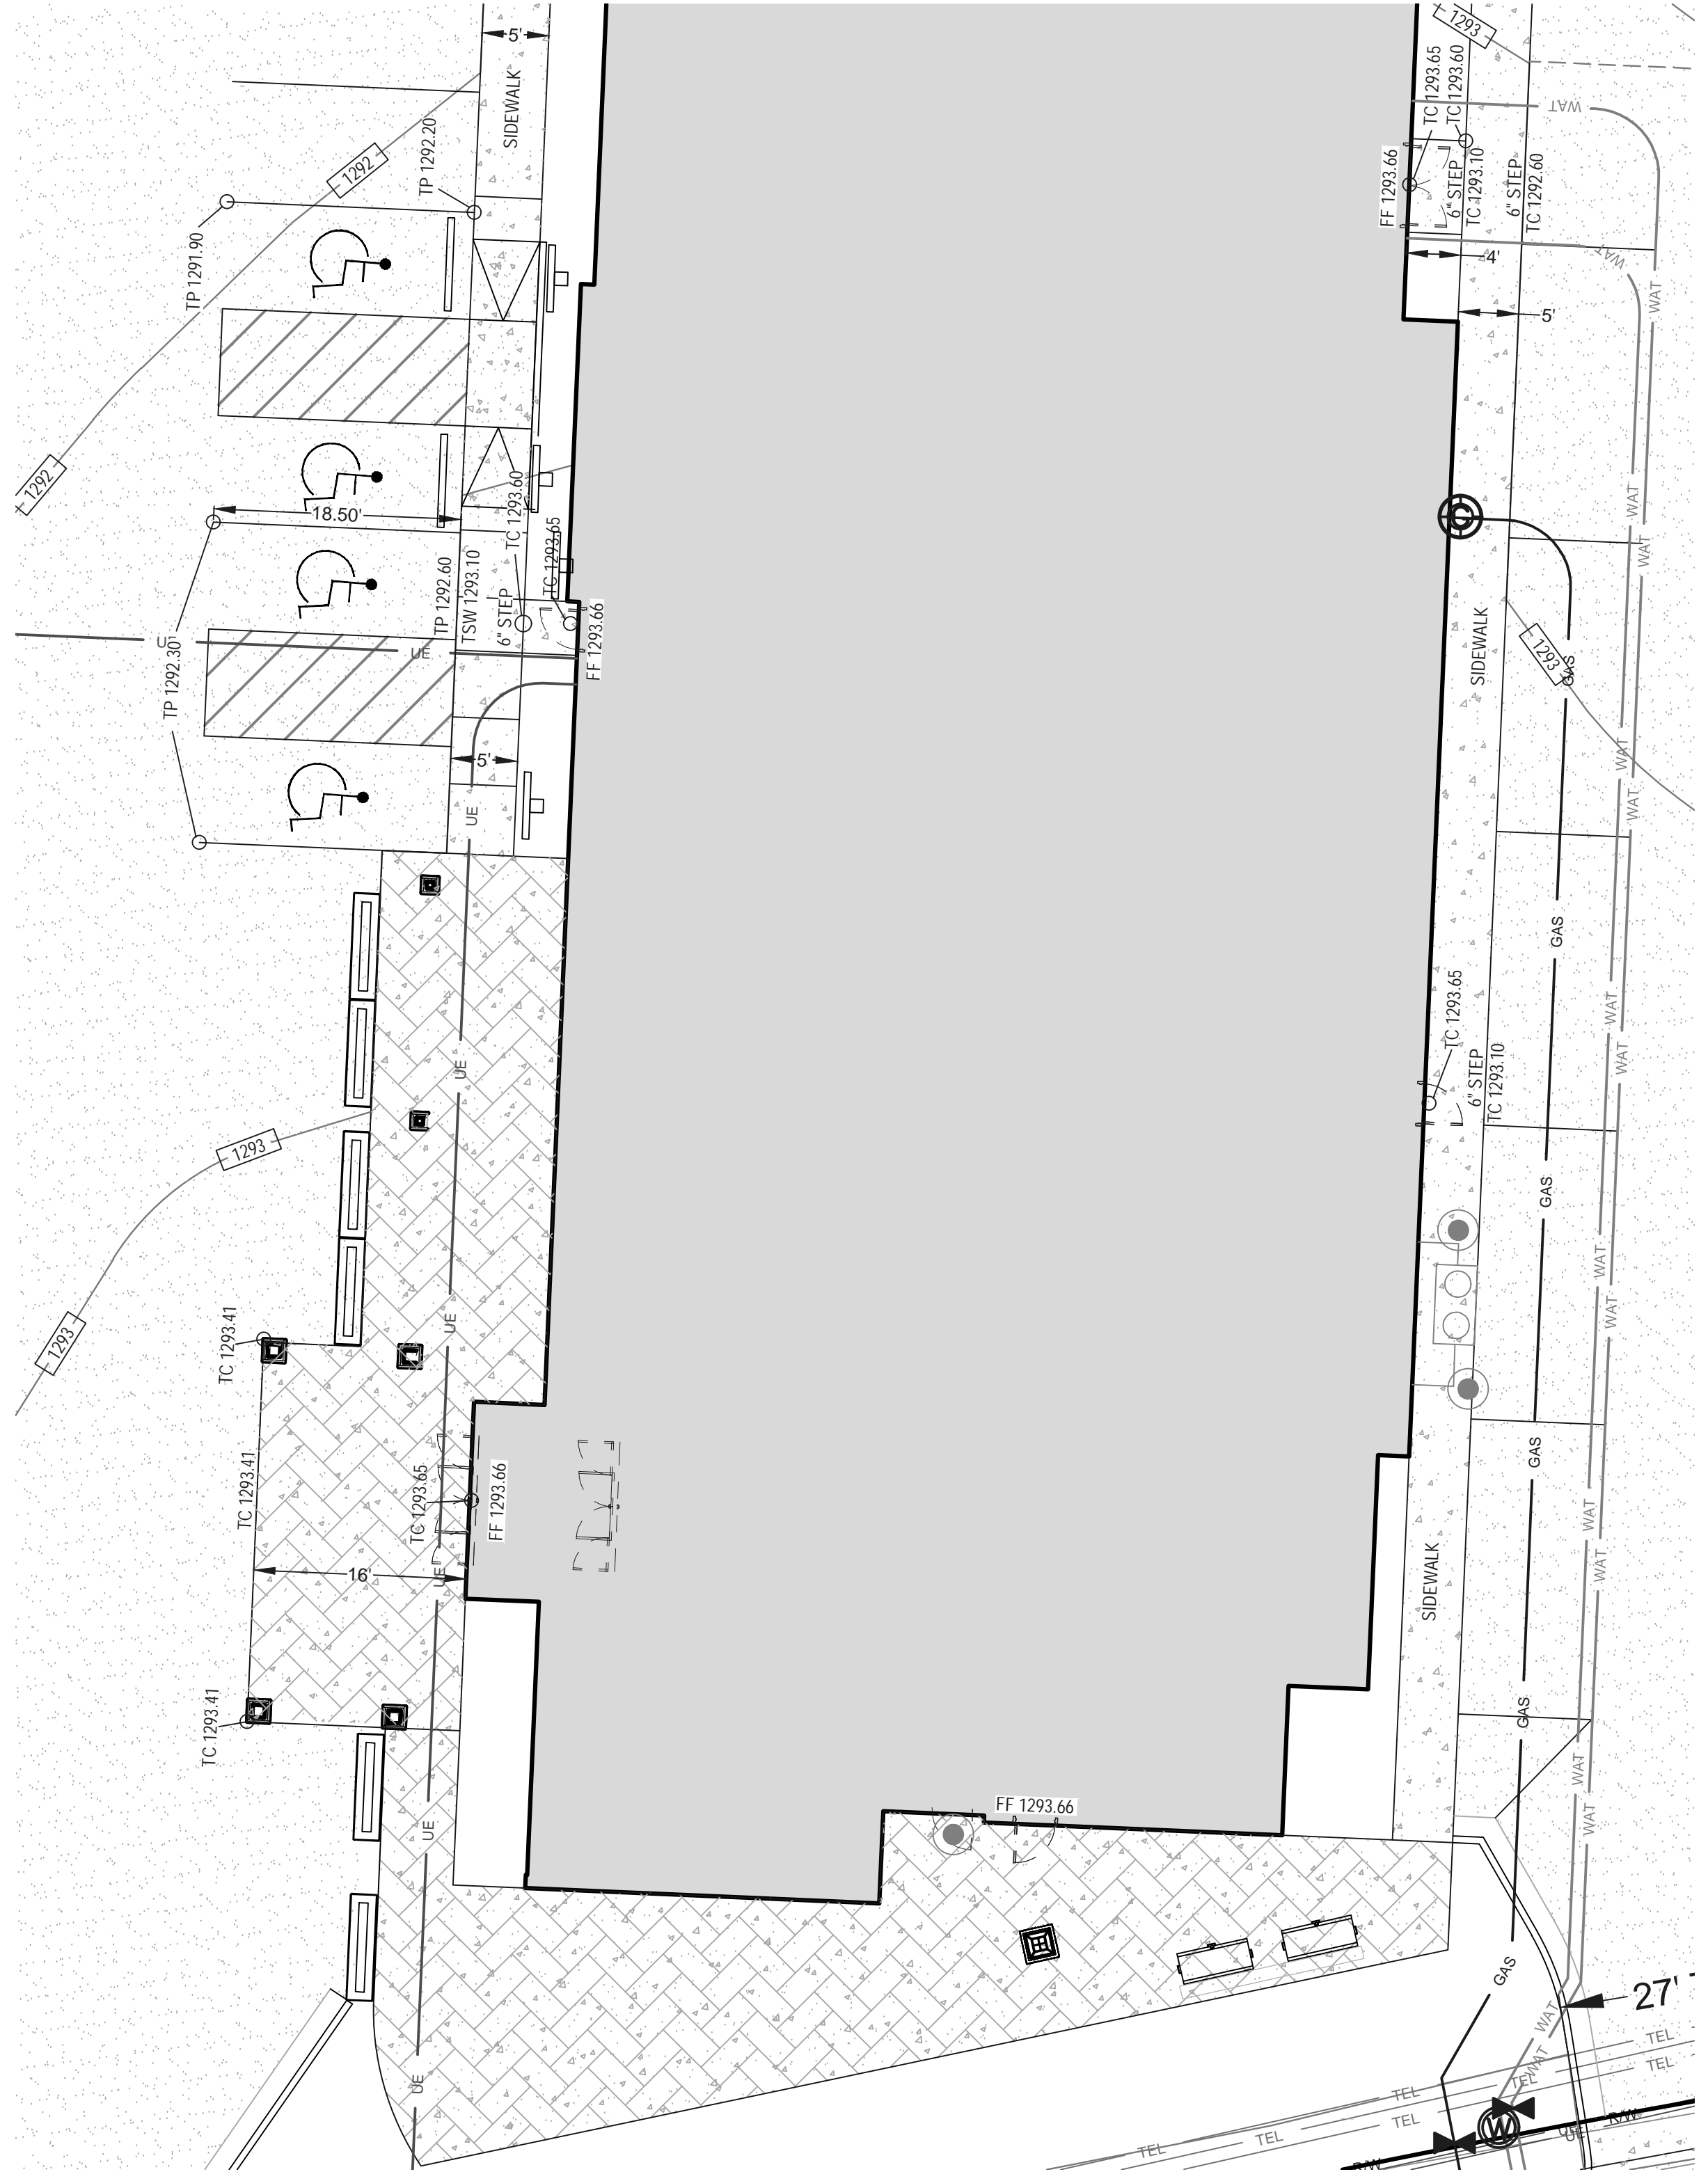 5'
SIDEWALK
TP 1292.20
1292
TP 1291.90
1292
18.50'
TC 1293.60
TC 1293.65
TP 1292.60
TSW 1293.10
6" STEP
FF 1293.66
UE
TP 1292.30
5'
UE
UE
1293
1293
UE
TC 1293.41
TC 1293.41
TC 1293.65
FF 1293.66
16'
UE
TC 1293.41
UE
UE
FF 1293.66
1293
TC 1293.65
TC 1293.60
WAT
FF 1293.66
6" STEP
TC 1293.10
6" STEP
TC 1292.60
WAT
4'
5'
WAT
WAT
WAT
G
SIDEWALK
1293
GAS
WAT
WAT
GAS
TC 1293.65
6" STEP
TC 1293.10
WAT
WAT
GAS
WAT
WAT
GAS
WAT
WAT
SIDEWALK
GAS
WAT
WAT
GAS
WAT
WAT
27'
TEL
TEL
TEL
TEL
TEL
TEL
TEL
W
R/W
R/W
UE